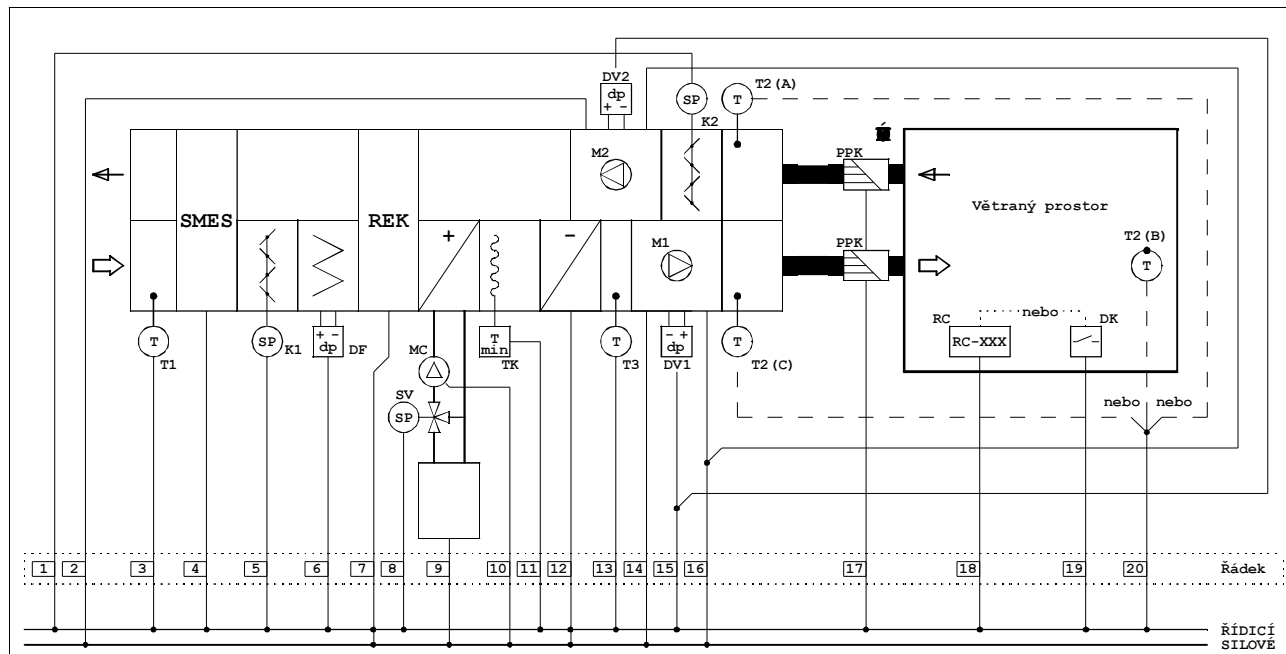 DV2
dp
+ -
SP
T
T2(A)
K2
M2
PPK
Ú
SMES
REK
Větraný prostor
+
-
M1
PPK
T2(B)
T
T
T1
SP
K1
+ -
dp
DF
MC
T
min
TK
T
T3
- +
dp
DV1
T
T2(C)
RC
nebo
DK
RC-XXX
SV
SP
nebo nebo
1 2 3 4 5 6 7 8 9 10 11 12 13 14 15 16 17 18 19 20 Řádek
ŘÍDICÍ
SILOVÉ